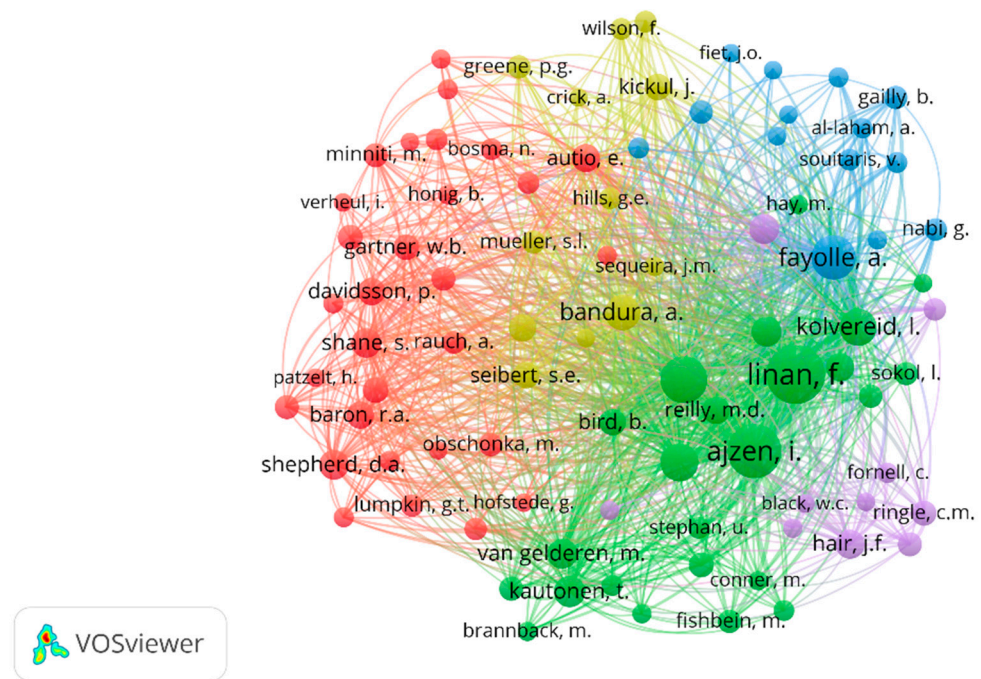 wilson, f.
fiet, j.o.
greene, p.g.
kickul, j.
crick, a.
gailly, b.
al-laham, a.
minniti, m.
bosma, n.
autio, e.
souitaris, v.
verheul, i.
honig, b.
hills, g.e.
hay, m.
nabi, g.
gartner, w.b.
mueller, s.l.
sequeira, j.m.
fayolle, a.
davidsson, p.
bandura, a.
kolvereid, l.
shane, s.
rauch, a.
patzelt, h.
seibert, s.e.
linan, f.
sokol, l.
baron, r.a.
bird, b.
reilly, m.d.
obschonka, m.
ajzen, i.
shepherd, d.a.
fornell, c.
lumpkin, g.t.
hofstede, g.
black, w.c.
ringle, c.m.
stephan, u.
hair, j.f.
van gelderen, m.
kautonen, t.
conner, m.
brannback, m.
fishbein, m.
VOSviewer